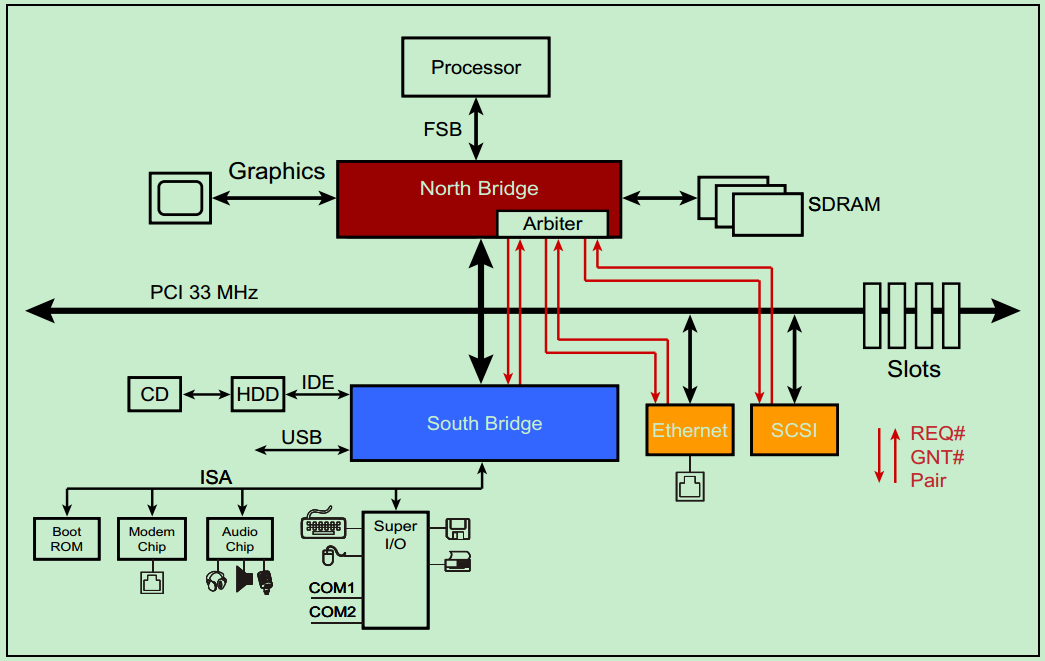 Processor
FSB
Graphics
North Bridge
Arbiter
SDRAM
PCI 33 MHz
Slots
CD
HDD
IDE
USB
South Bridge
Ethernet
SCSI
REQ#
GNT#
Pair
ISA
Boot
ROM
Modem
Chip
Audio
Chip
Super
I/O
COM1
COM2